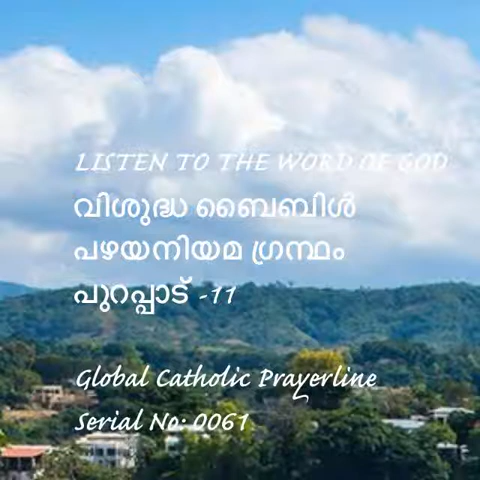 LISTEN TO THE WORD OF GOD
വിശുദ്ധ ബൈബിൾ
പഴയനിയമ ഗ്രന്ഥം
പുറപ്പാട് -11
Global Catholic Prayerline
Serial No: 0061